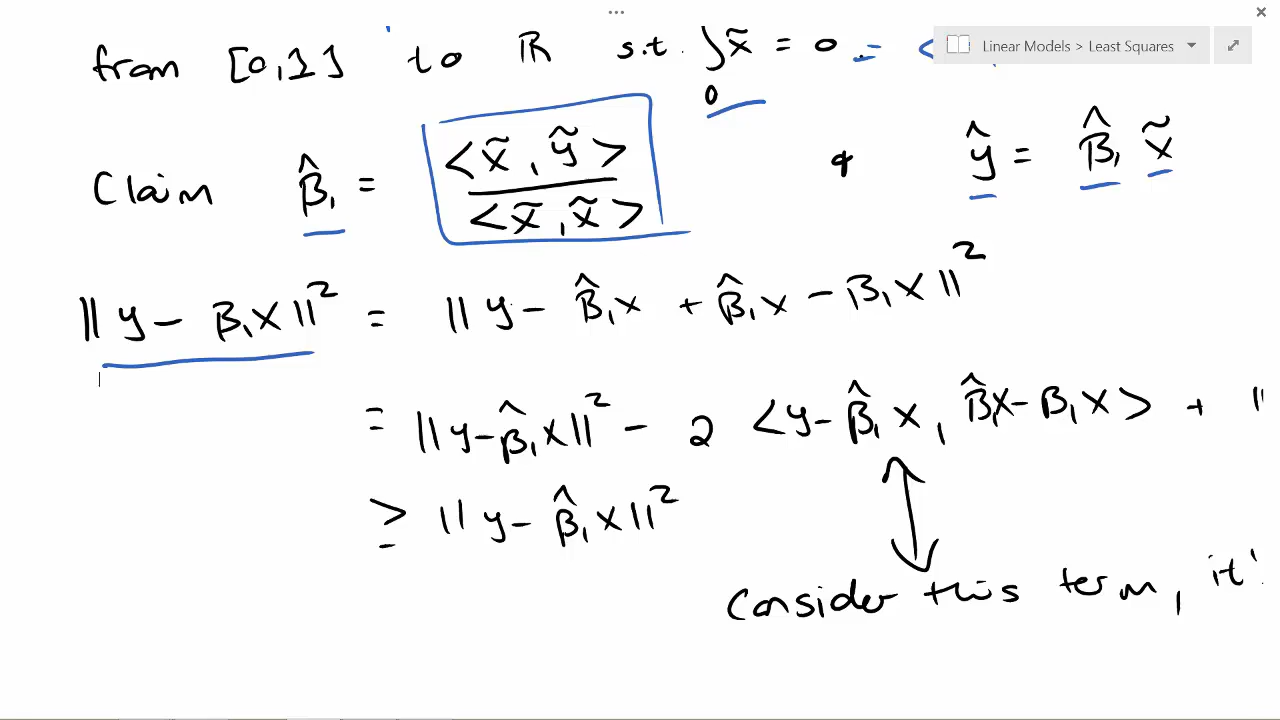 Linear Models > Least Squares
from [0,1] to ℝ s.t. ∫₀ x̃ = 0 = <
Claim β̂₁ = <x̃, ỹ> / <x̃, x̃> & ŷ = β̂₁ x̃
||y - β₁x||² = ||y - β̂₁x + β̂₁x - β₁x||²
= ||y - β̂₁x||² - 2 <y - β̂₁x, β̂₁x - β₁x> + ||
≥ ||y - β̂₁x||²
Consider this term, it'